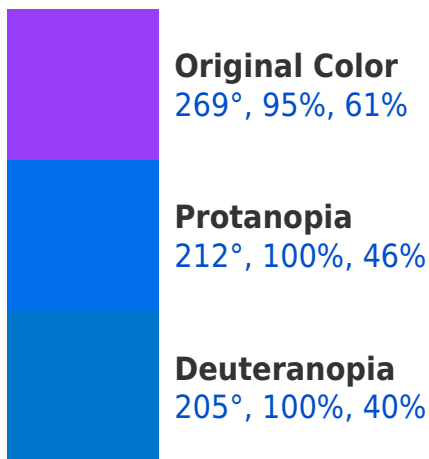 Original Color
269°, 95%, 61%
Protanopia
212°, 100%, 46%
Deuteranopia
205°, 100%, 40%